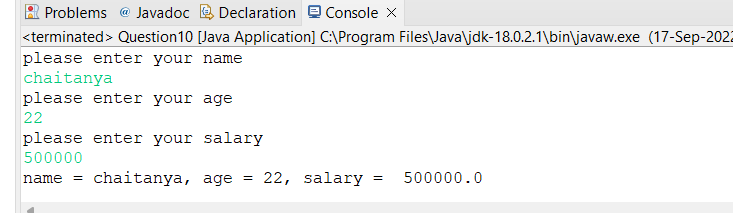 Problems @ Javadoc Declaration Console
<terminated> Question10 [Java Application] C:\Program Files\Java\jdk-18.0.2.1\bin\javaw.exe (17-Sep-2022
please enter your name
chaitanya
please enter your age
22
please enter your salary
500000
name = chaitanya, age = 22, salary =  500000.0